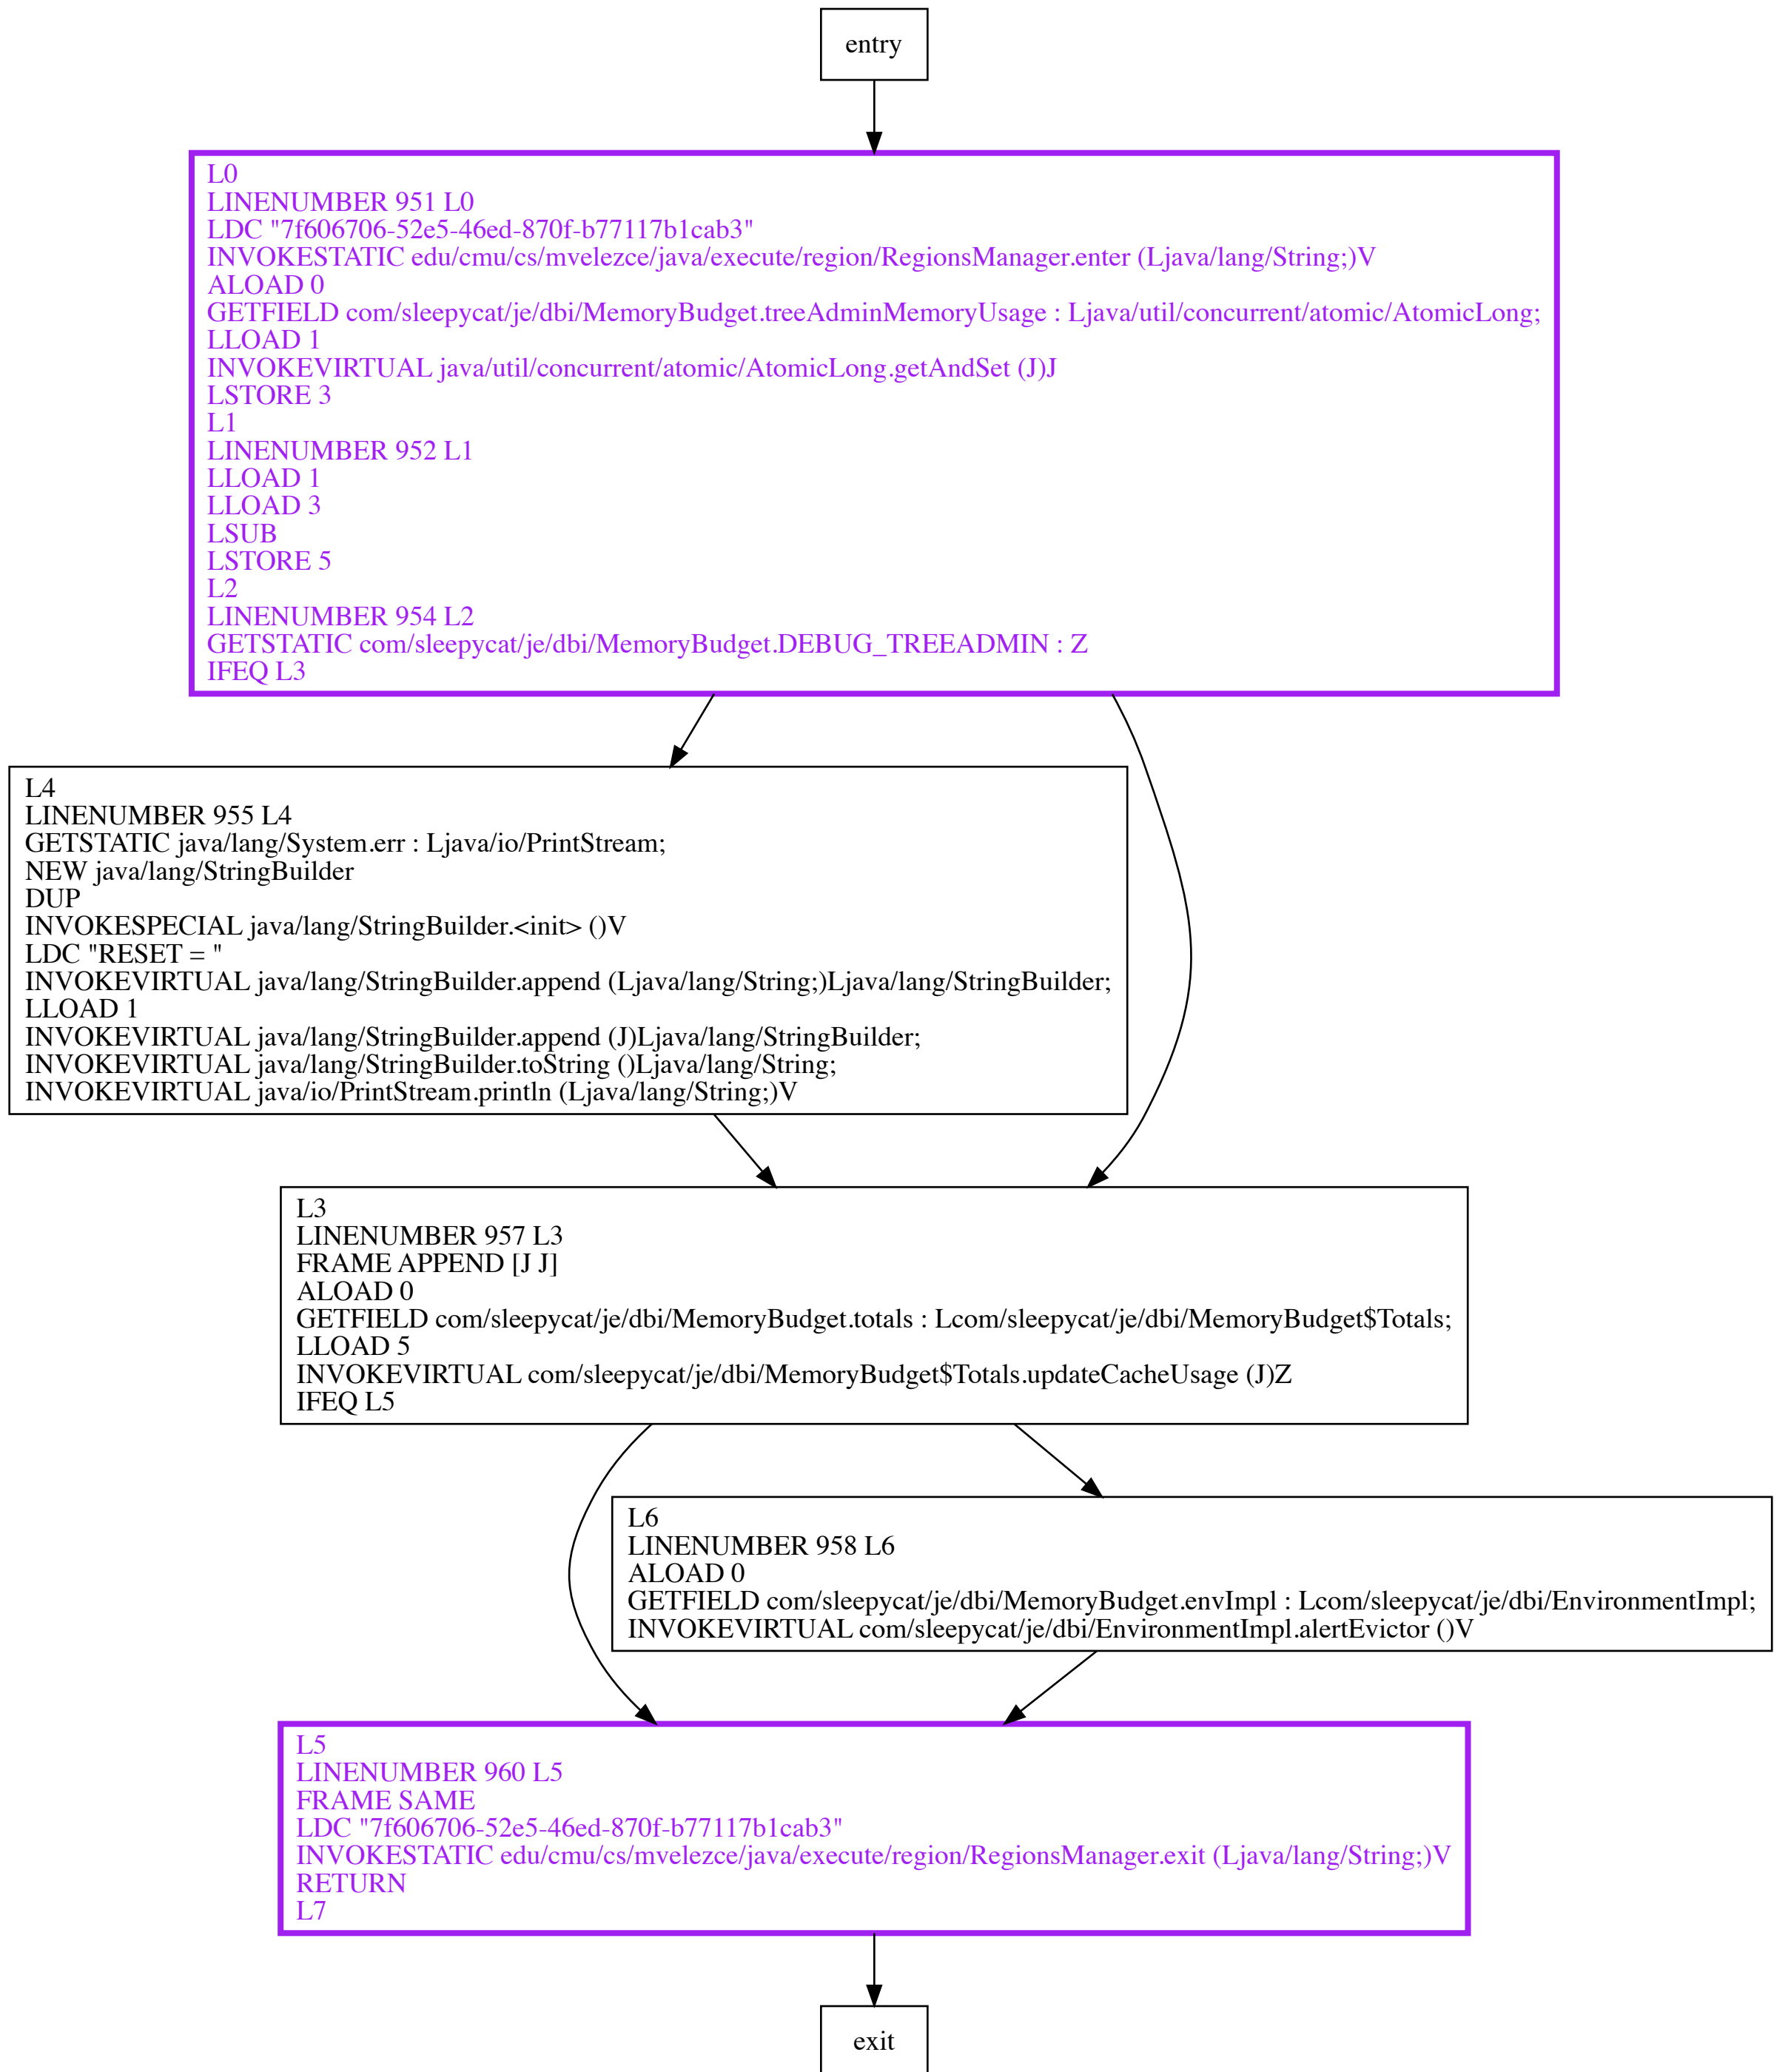 entry
L0
LINENUMBER 951 L0
LDC "7f606706-52e5-46ed-870f-b77117b1cab3"
INVOKESTATIC edu/cmu/cs/mvelezce/java/execute/region/RegionsManager.enter (Ljava/lang/String;)V
ALOAD 0
GETFIELD com/sleepycat/je/dbi/MemoryBudget.treeAdminMemoryUsage : Ljava/util/concurrent/atomic/AtomicLong;
LLOAD 1
INVOKEVIRTUAL java/util/concurrent/atomic/AtomicLong.getAndSet (J)J
LSTORE 3
L1
LINENUMBER 952 L1
LLOAD 1
LLOAD 3
LSUB
LSTORE 5
L2
LINENUMBER 954 L2
GETSTATIC com/sleepycat/je/dbi/MemoryBudget.DEBUG_TREEADMIN : Z
IFEQ L3
L4
LINENUMBER 955 L4
GETSTATIC java/lang/System.err : Ljava/io/PrintStream;
NEW java/lang/StringBuilder
DUP
INVOKESPECIAL java/lang/StringBuilder.<init> ()V
LDC "RESET = "
INVOKEVIRTUAL java/lang/StringBuilder.append (Ljava/lang/String;)Ljava/lang/StringBuilder;
LLOAD 1
INVOKEVIRTUAL java/lang/StringBuilder.append (J)Ljava/lang/StringBuilder;
INVOKEVIRTUAL java/lang/StringBuilder.toString ()Ljava/lang/String;
INVOKEVIRTUAL java/io/PrintStream.println (Ljava/lang/String;)V
L3
LINENUMBER 957 L3
FRAME APPEND [J J]
ALOAD 0
GETFIELD com/sleepycat/je/dbi/MemoryBudget.totals : Lcom/sleepycat/je/dbi/MemoryBudget$Totals;
LLOAD 5
INVOKEVIRTUAL com/sleepycat/je/dbi/MemoryBudget$Totals.updateCacheUsage (J)Z
IFEQ L5
L6
LINENUMBER 958 L6
ALOAD 0
GETFIELD com/sleepycat/je/dbi/MemoryBudget.envImpl : Lcom/sleepycat/je/dbi/EnvironmentImpl;
INVOKEVIRTUAL com/sleepycat/je/dbi/EnvironmentImpl.alertEvictor ()V
L5
LINENUMBER 960 L5
FRAME SAME
LDC "7f606706-52e5-46ed-870f-b77117b1cab3"
INVOKESTATIC edu/cmu/cs/mvelezce/java/execute/region/RegionsManager.exit (Ljava/lang/String;)V
RETURN
L7
exit